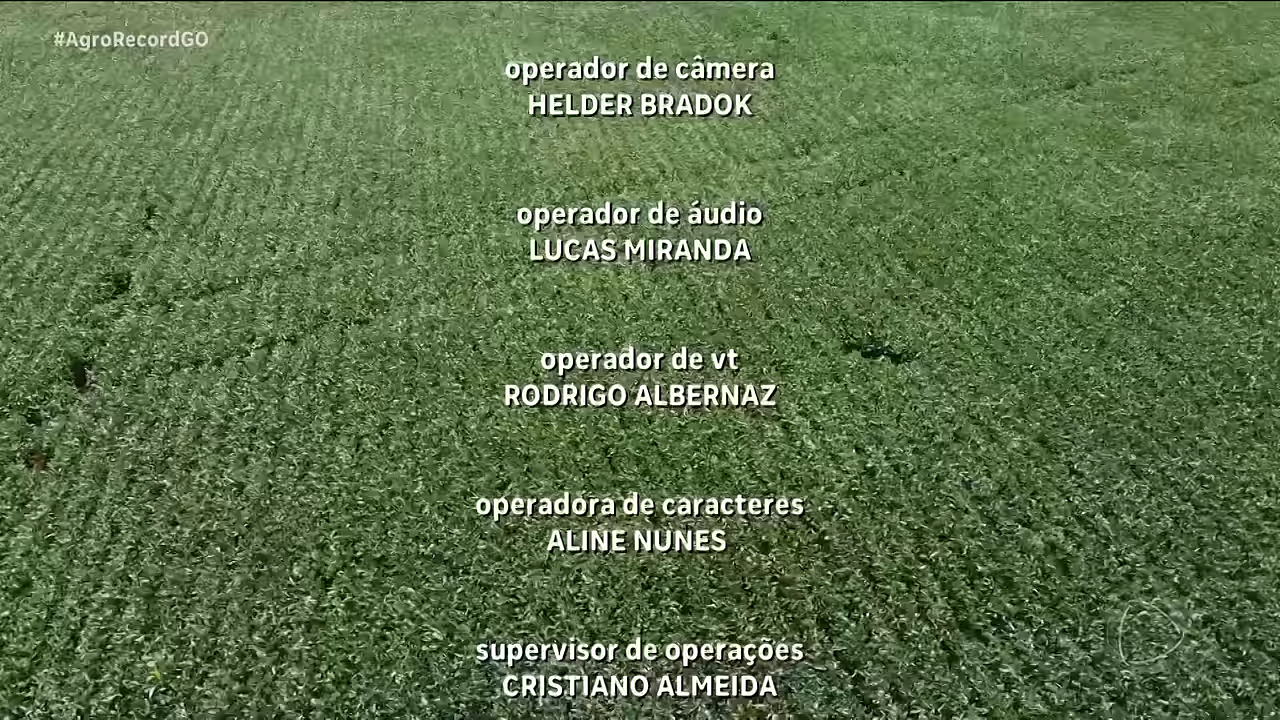 #AgroRecordGO
operador de câmera
HELDER BRADOK
operador de áudio
LUCAS MIRANDA
operador de vt
RODRIGO ALBERNAZ
operadora de caracteres
ALINE NUNES
supervisor de operações
CRISTIANO ALMEIDA